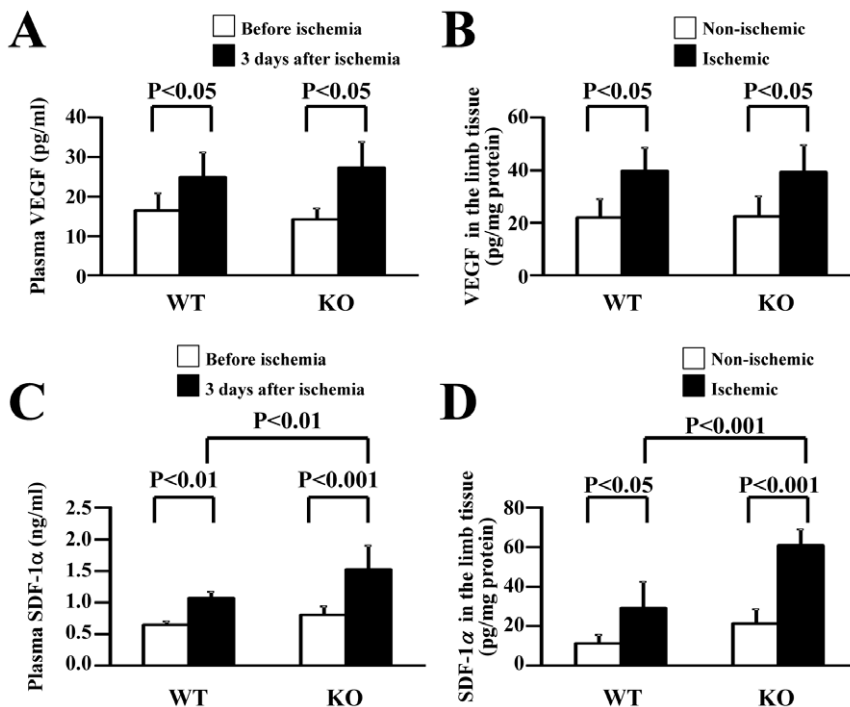 A
Before ischemia
3 days after ischemia
P<0.05
P<0.05
Plasma VEGF (pg/ml)
40
30
20
10
0
WT
KO
B
Non-ischemic
Ischemic
P<0.05
P<0.05
VEGF in the limb tissue
(pg/mg protein)
60
40
20
0
WT
KO
C
Before ischemia
3 days after ischemia
P<0.01
P<0.01
P<0.001
Plasma SDF-1α (ng/ml)
2.5
2.0
1.5
1.0
0.5
0.0
WT
KO
D
Non-ischemic
Ischemic
P<0.001
P<0.05
P<0.001
SDF-1α in the limb tissue
(pg/mg protein)
80
60
40
20
0
WT
KO